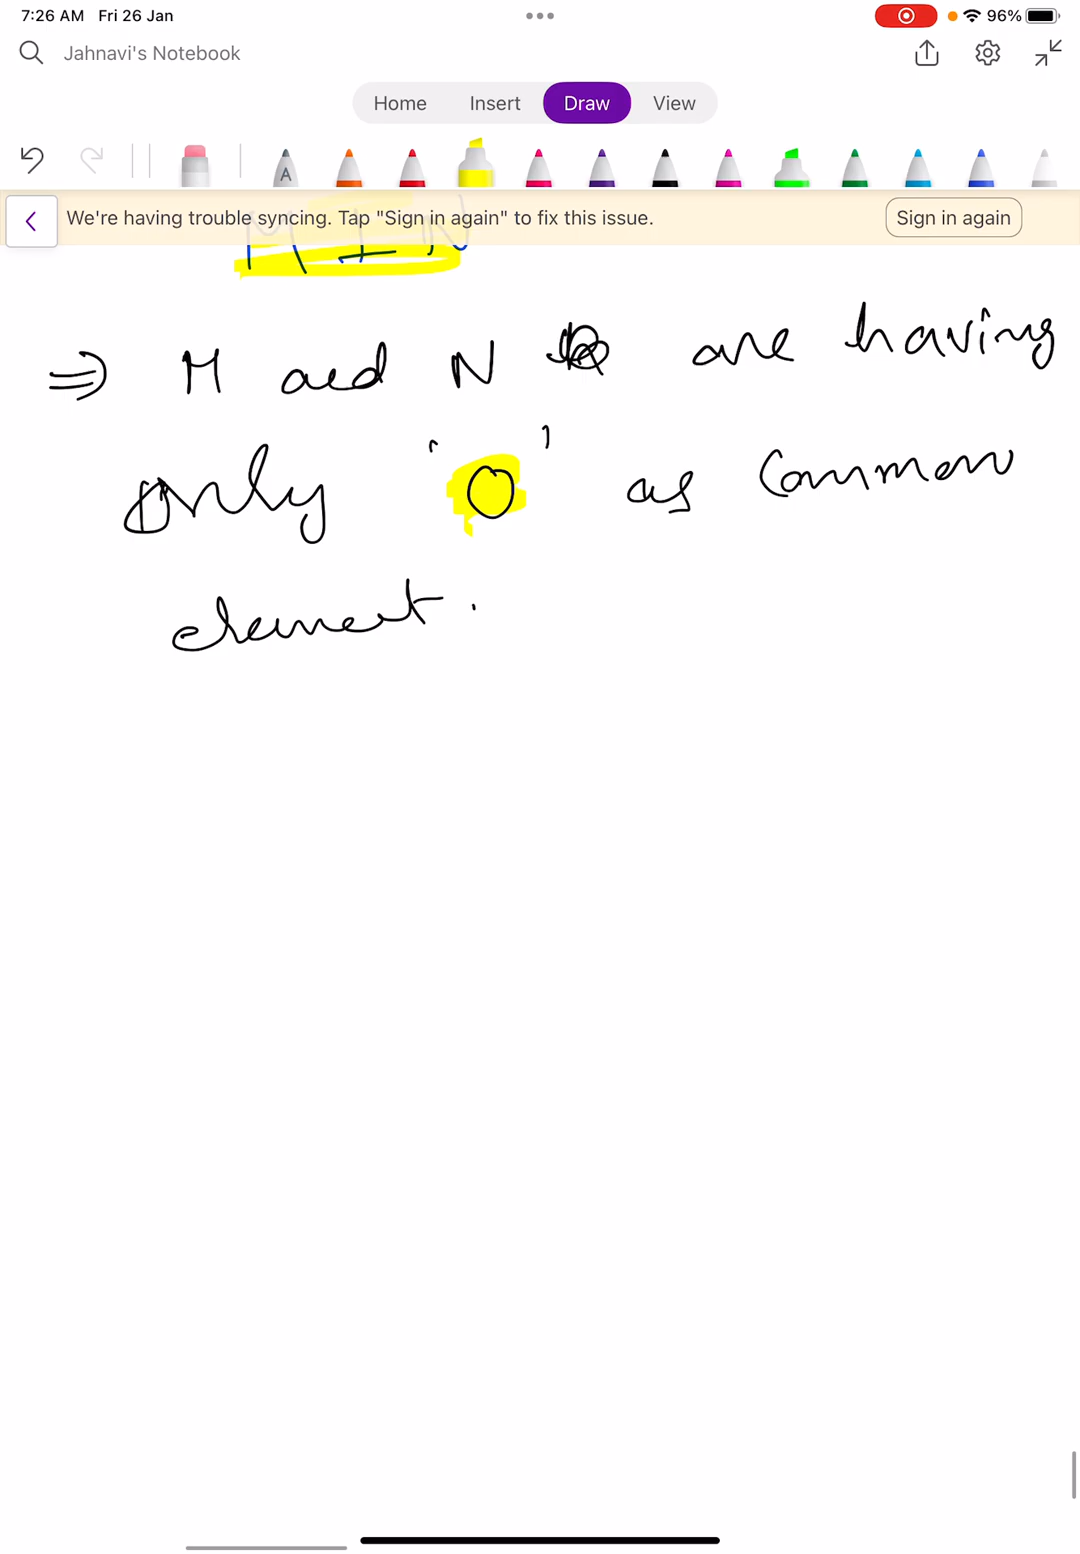 7:26 AM Fri 26 Jan
96%
Jahnavi's Notebook
Home Insert Draw View
A
We're having trouble syncing. Tap "Sign in again" to fix this issue. Sign in again
M I N
⇒ M and N are having
only '0' as common
element.